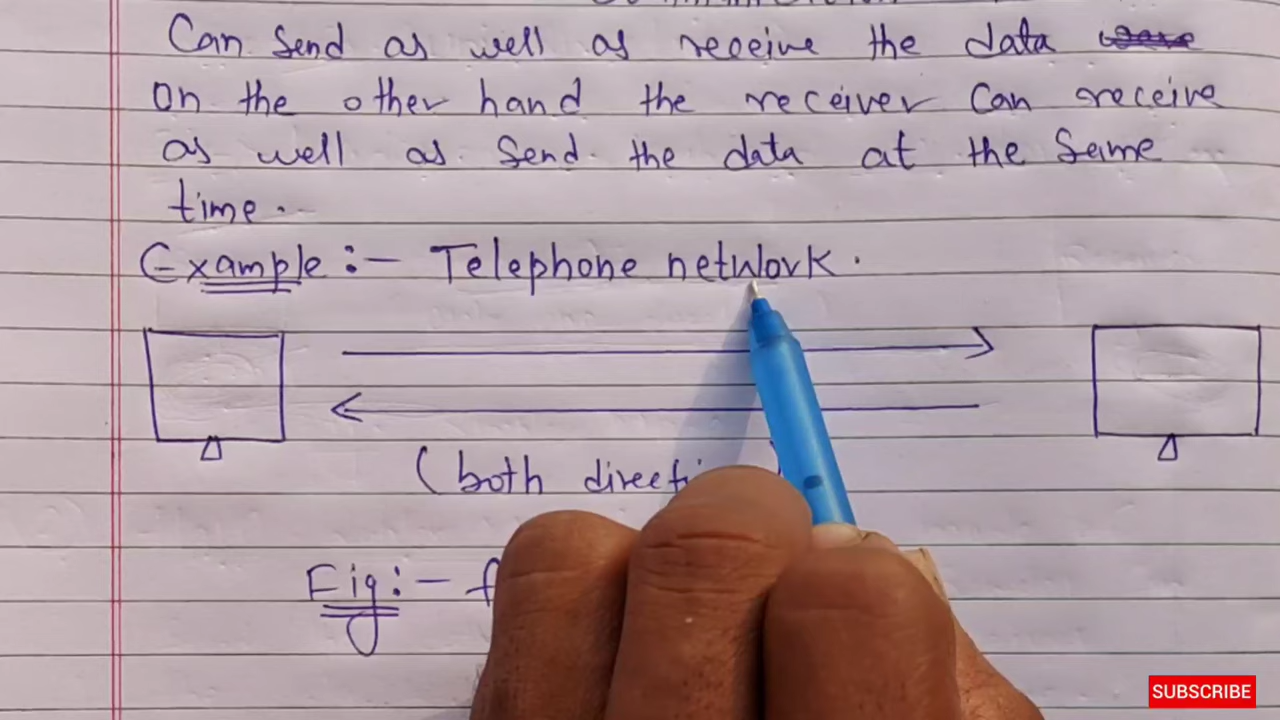 Can Send as well as receive the data
On the other hand the receiver Can receive
as well as Send the data at the Same
time.
Example :- Telephone network.
(both directi
Fig :- f
SUBSCRIBE